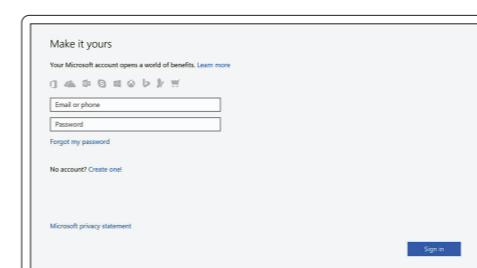 Make it yours
Your Microsoft account opens a world of benefits. Learn more
Email or phone
Password
Forgot my password
No account? Create one!
Microsoft privacy statement
Sign in